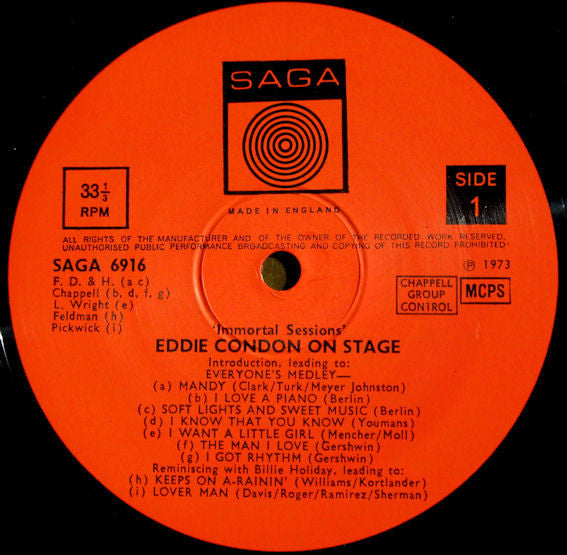 SAGA
33⅓
RPM
SIDE
1
MADE IN ENGLAND
ALL RIGHTS OF THE MANUFACTURER AND OF THE OWNER OF THE RECORDED WORK RESERVED.
UNAUTHORISED PUBLIC PERFORMANCE BROADCASTING AND COPYING OF THIS RECORD PROHIBITED
SAGA 6916
℗ 1973
F. D. & H. (a c)
Chappell (b, d, f, g)
L. Wright (e)
Feldman (h)
Pickwick (i)
CHAPPELL
GROUP
CONTROL
MCPS
'Immortal Sessions'
EDDIE CONDON ON STAGE
Introduction, leading to:
EVERYONE'S MEDLEY—
(a) MANDY (Clark/Turk/Meyer Johnston)
(b) I LOVE A PIANO (Berlin)
(c) SOFT LIGHTS AND SWEET MUSIC (Berlin)
(d) I KNOW THAT YOU KNOW (Youmans)
(e) I WANT A LITTLE GIRL (Mencher/Moll)
(f) THE MAN I LOVE (Gershwin)
(g) I GOT RHYTHM (Gershwin)
Reminiscing with Billie Holiday, leading to:
(h) KEEPS ON A-RAININ' (Williams/Kortlander)
(i) LOVER MAN (Davis/Roger/Ramirez/Sherman)